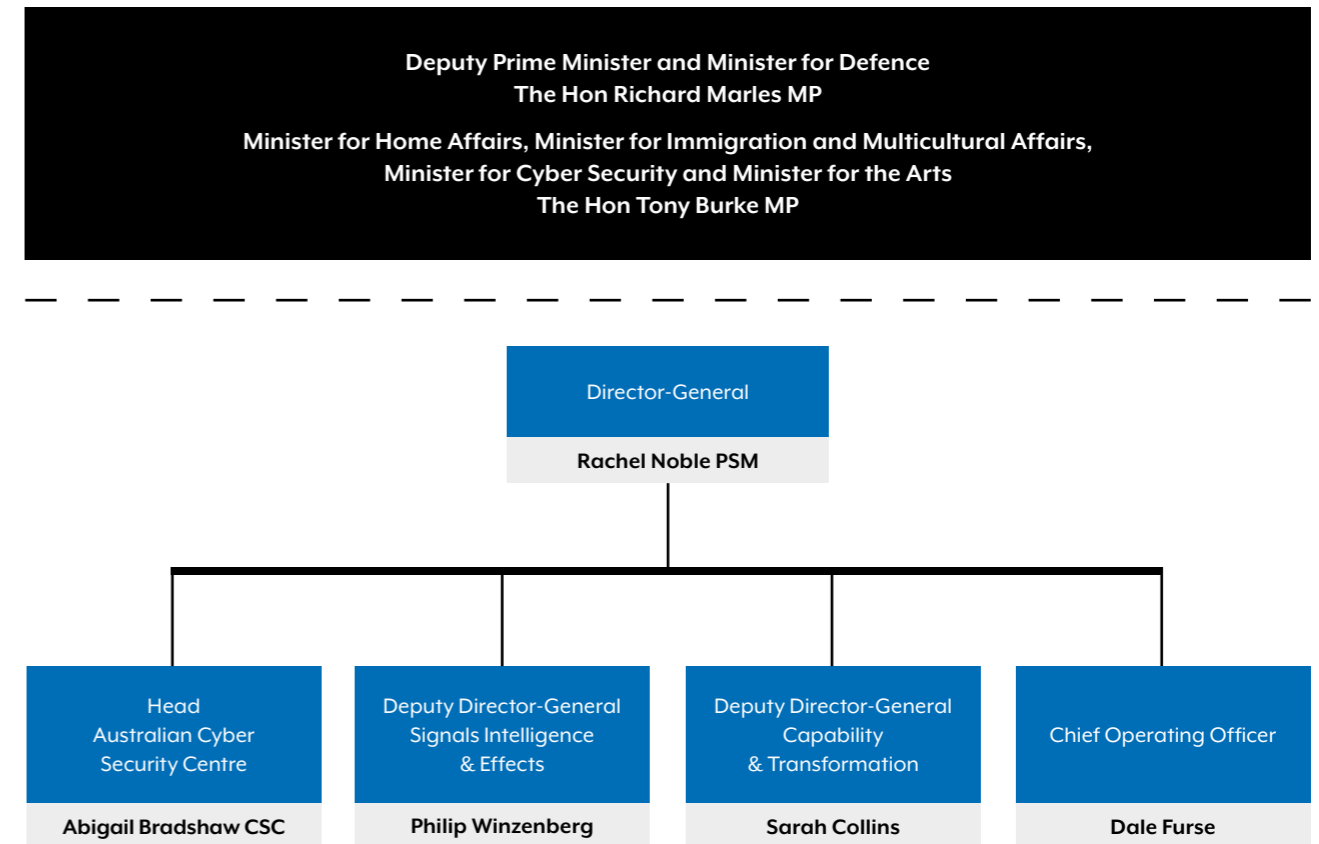 Deputy Prime Minister and Minister for Defence
The Hon Richard Marles MP
Minister for Home Affairs, Minister for Immigration and Multicultural Affairs,
Minister for Cyber Security and Minister for the Arts
The Hon Tony Burke MP
Director-General
Rachel Noble PSM
Head
Australian Cyber
Security Centre
Abigail Bradshaw CSC
Deputy Director-General
Signals Intelligence
& Effects
Philip Winzenberg
Deputy Director-General
Capability
& Transformation
Sarah Collins
Chief Operating Officer
Dale Furse